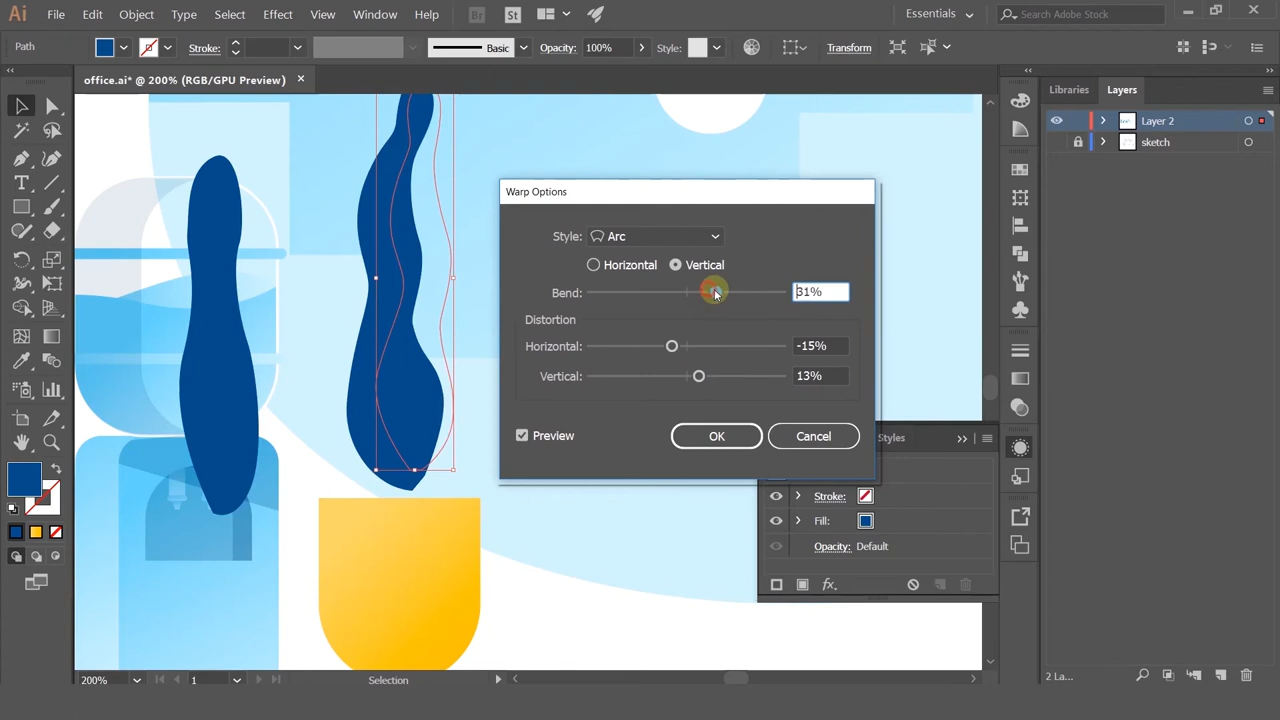 Ai File Edit Object Type Select Effect View Window Help Br St Essentials Search Adobe Stock
Path Stroke: Basic Opacity: 100% Style: Transform
office.ai* @ 200% (RGB/GPU Preview) ×
Libraries Layers
Layer 2
sketch
Warp Options
Style: Arc
Horizontal Vertical
Bend: 31%
Distortion
Horizontal: -15%
Vertical: 13%
Preview OK Cancel
Styles
Stroke:
Fill:
Opacity: Default
fx.
200% 1 Selection
2 La...